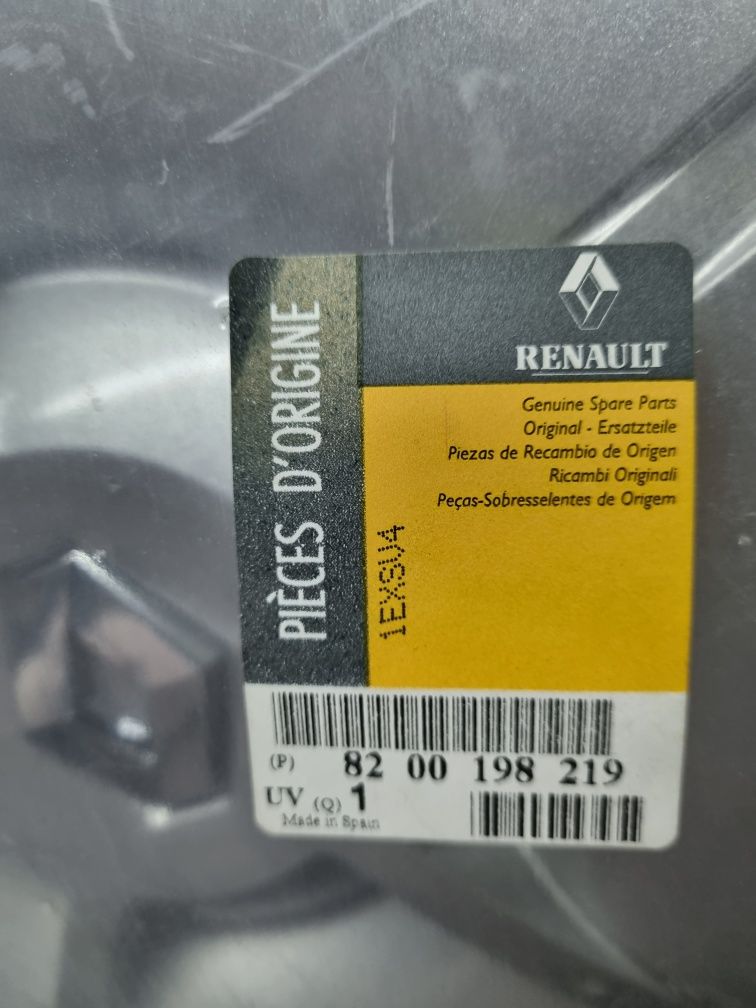 PIÈCES D'ORIGINE
RENAULT
Genuine Spare Parts
Original - Ersatzteile
Piezas de Recambio de Origen
Ricambi Originali
Peças-Sobresselentes de Origem
1EXSV4
(P) 82 00 198 219
UV (Q) 1
Made in Spain